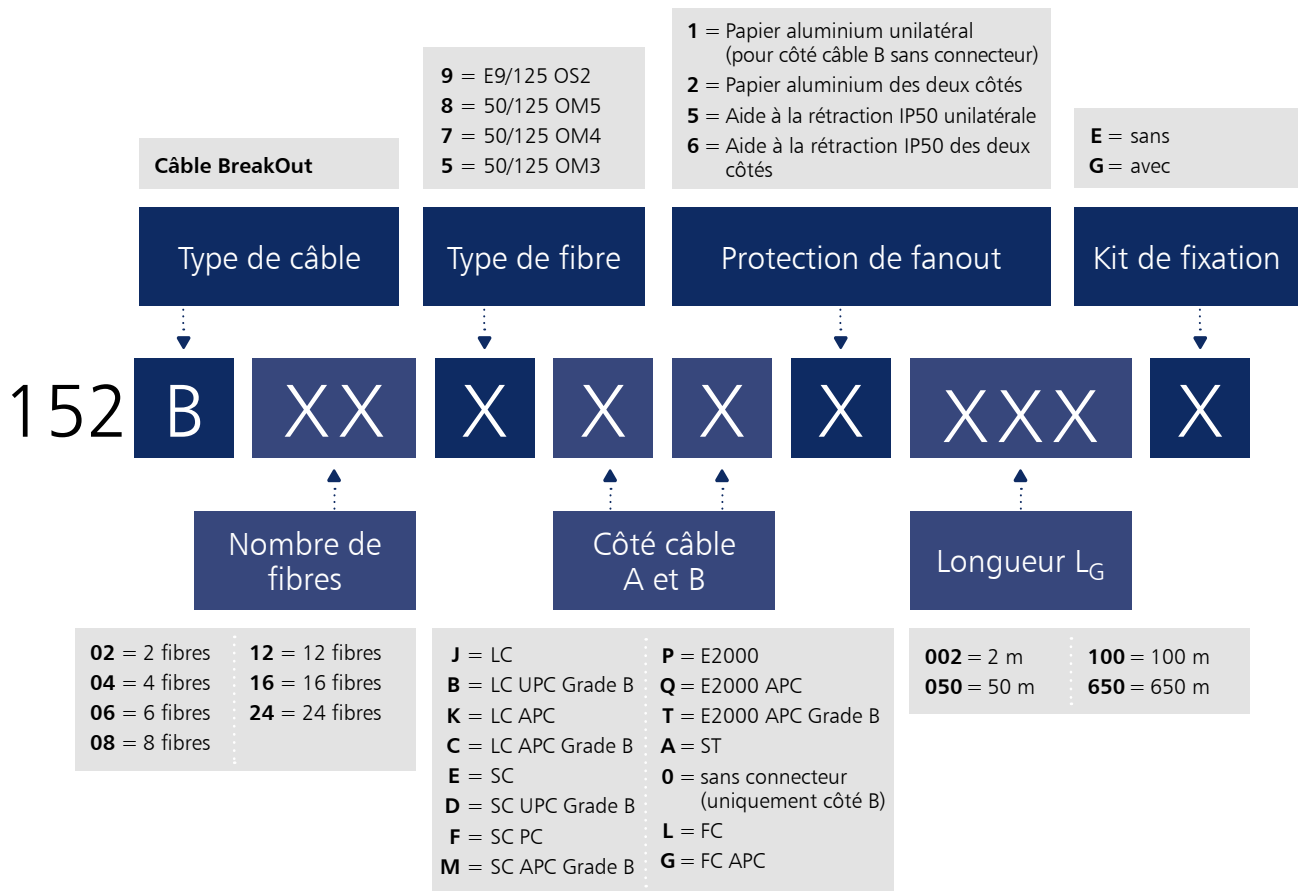 1 = Papier aluminium unilatéral
(pour côté câble B sans connecteur)
2 = Papier aluminium des deux côtés
5 = Aide à la rétraction IP50 unilatérale
6 = Aide à la rétraction IP50 des deux
côtés
9 = E9/125 OS2
8 = 50/125 OM5
7 = 50/125 OM4
5 = 50/125 OM3
E = sans
G = avec
Câble BreakOut
Type de câble
Type de fibre
Protection de fanout
Kit de fixation
152 B XX X X X X XXX X
Nombre de
fibres
Côté câble
A et B
Longueur LG
02 = 2 fibres
04 = 4 fibres
06 = 6 fibres
08 = 8 fibres
12 = 12 fibres
16 = 16 fibres
24 = 24 fibres
J = LC
B = LC UPC Grade B
K = LC APC
C = LC APC Grade B
E = SC
D = SC UPC Grade B
F = SC PC
M = SC APC Grade B
P = E2000
Q = E2000 APC
T = E2000 APC Grade B
A = ST
0 = sans connecteur
(uniquement côté B)
L = FC
G = FC APC
002 = 2 m
050 = 50 m
100 = 100 m
650 = 650 m